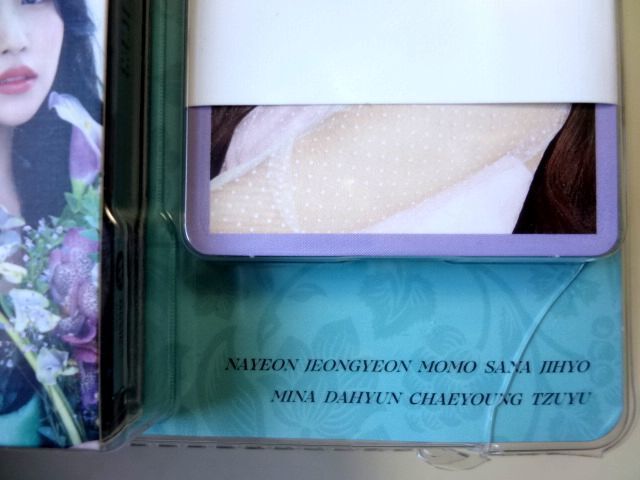 NAYEON JEONGYEON MOMO SANA JIHYO
MINA DAHYUN CHAEYOUNG TZUYU